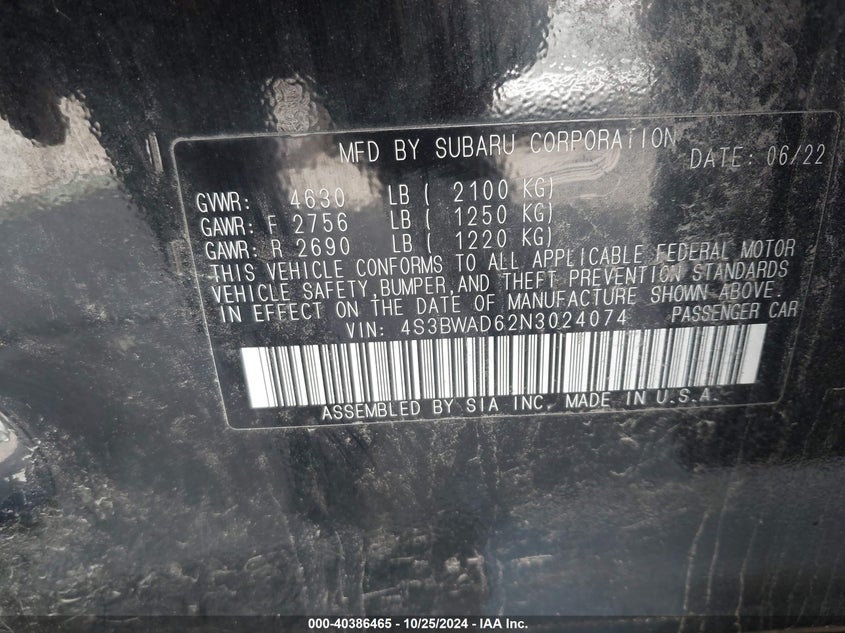 MFD BY SUBARU CORPORATION DATE: 06/22
GVWR: 4630 LB ( 2100 KG)
GAWR: F 2756 LB ( 1250 KG)
GAWR: R 2690 LB ( 1220 KG)
THIS VEHICLE CONFORMS TO ALL APPLICABLE FEDERAL MOTOR
VEHICLE SAFETY, BUMPER, AND THEFT PREVENTION STANDARDS
IN EFFECT ON THE DATE OF MANUFACTURE SHOWN ABOVE
VIN: 4S3BWAD62N3024074 PASSENGER CAR
ASSEMBLED BY SIA INC, MADE IN U.S.A.
000-40386465 - 10/25/2024 - IAA Inc.